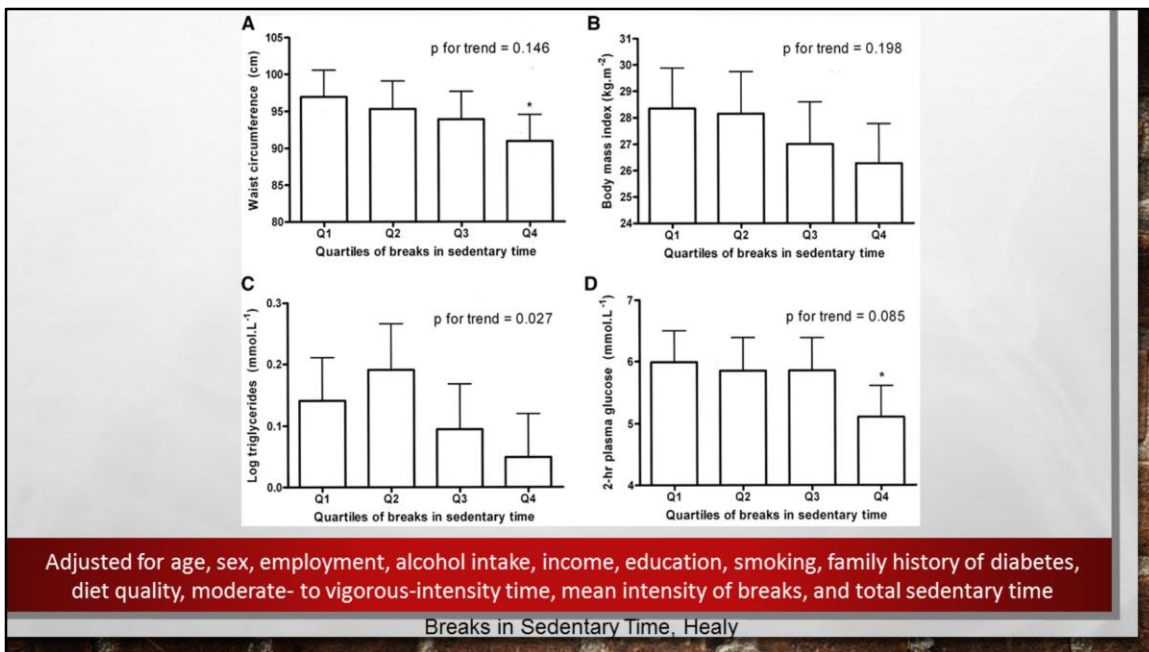 A
p for trend = 0.146
Waist circumference (cm)
105
100
95
90
85
80
*
Q1 Q2 Q3 Q4
Quartiles of breaks in sedentary time
B
p for trend = 0.198
Body mass index (kg.m⁻²)
31
30
29
28
27
26
25
24
Q1 Q2 Q3 Q4
Quartiles of breaks in sedentary time
C
p for trend = 0.027
Log triglycerides (mmol.L⁻¹)
0.3
0.2
0.1
0.0
Q1 Q2 Q3 Q4
Quartiles of breaks in sedentary time
D
p for trend = 0.085
2-hr plasma glucose (mmol.L⁻¹)
7
6
5
4
*
Q1 Q2 Q3 Q4
Quartiles of breaks in sedentary time
Adjusted for age, sex, employment, alcohol intake, income, education, smoking, family history of diabetes,
diet quality, moderate- to vigorous-intensity time, mean intensity of breaks, and total sedentary time
Breaks in Sedentary Time, Healy